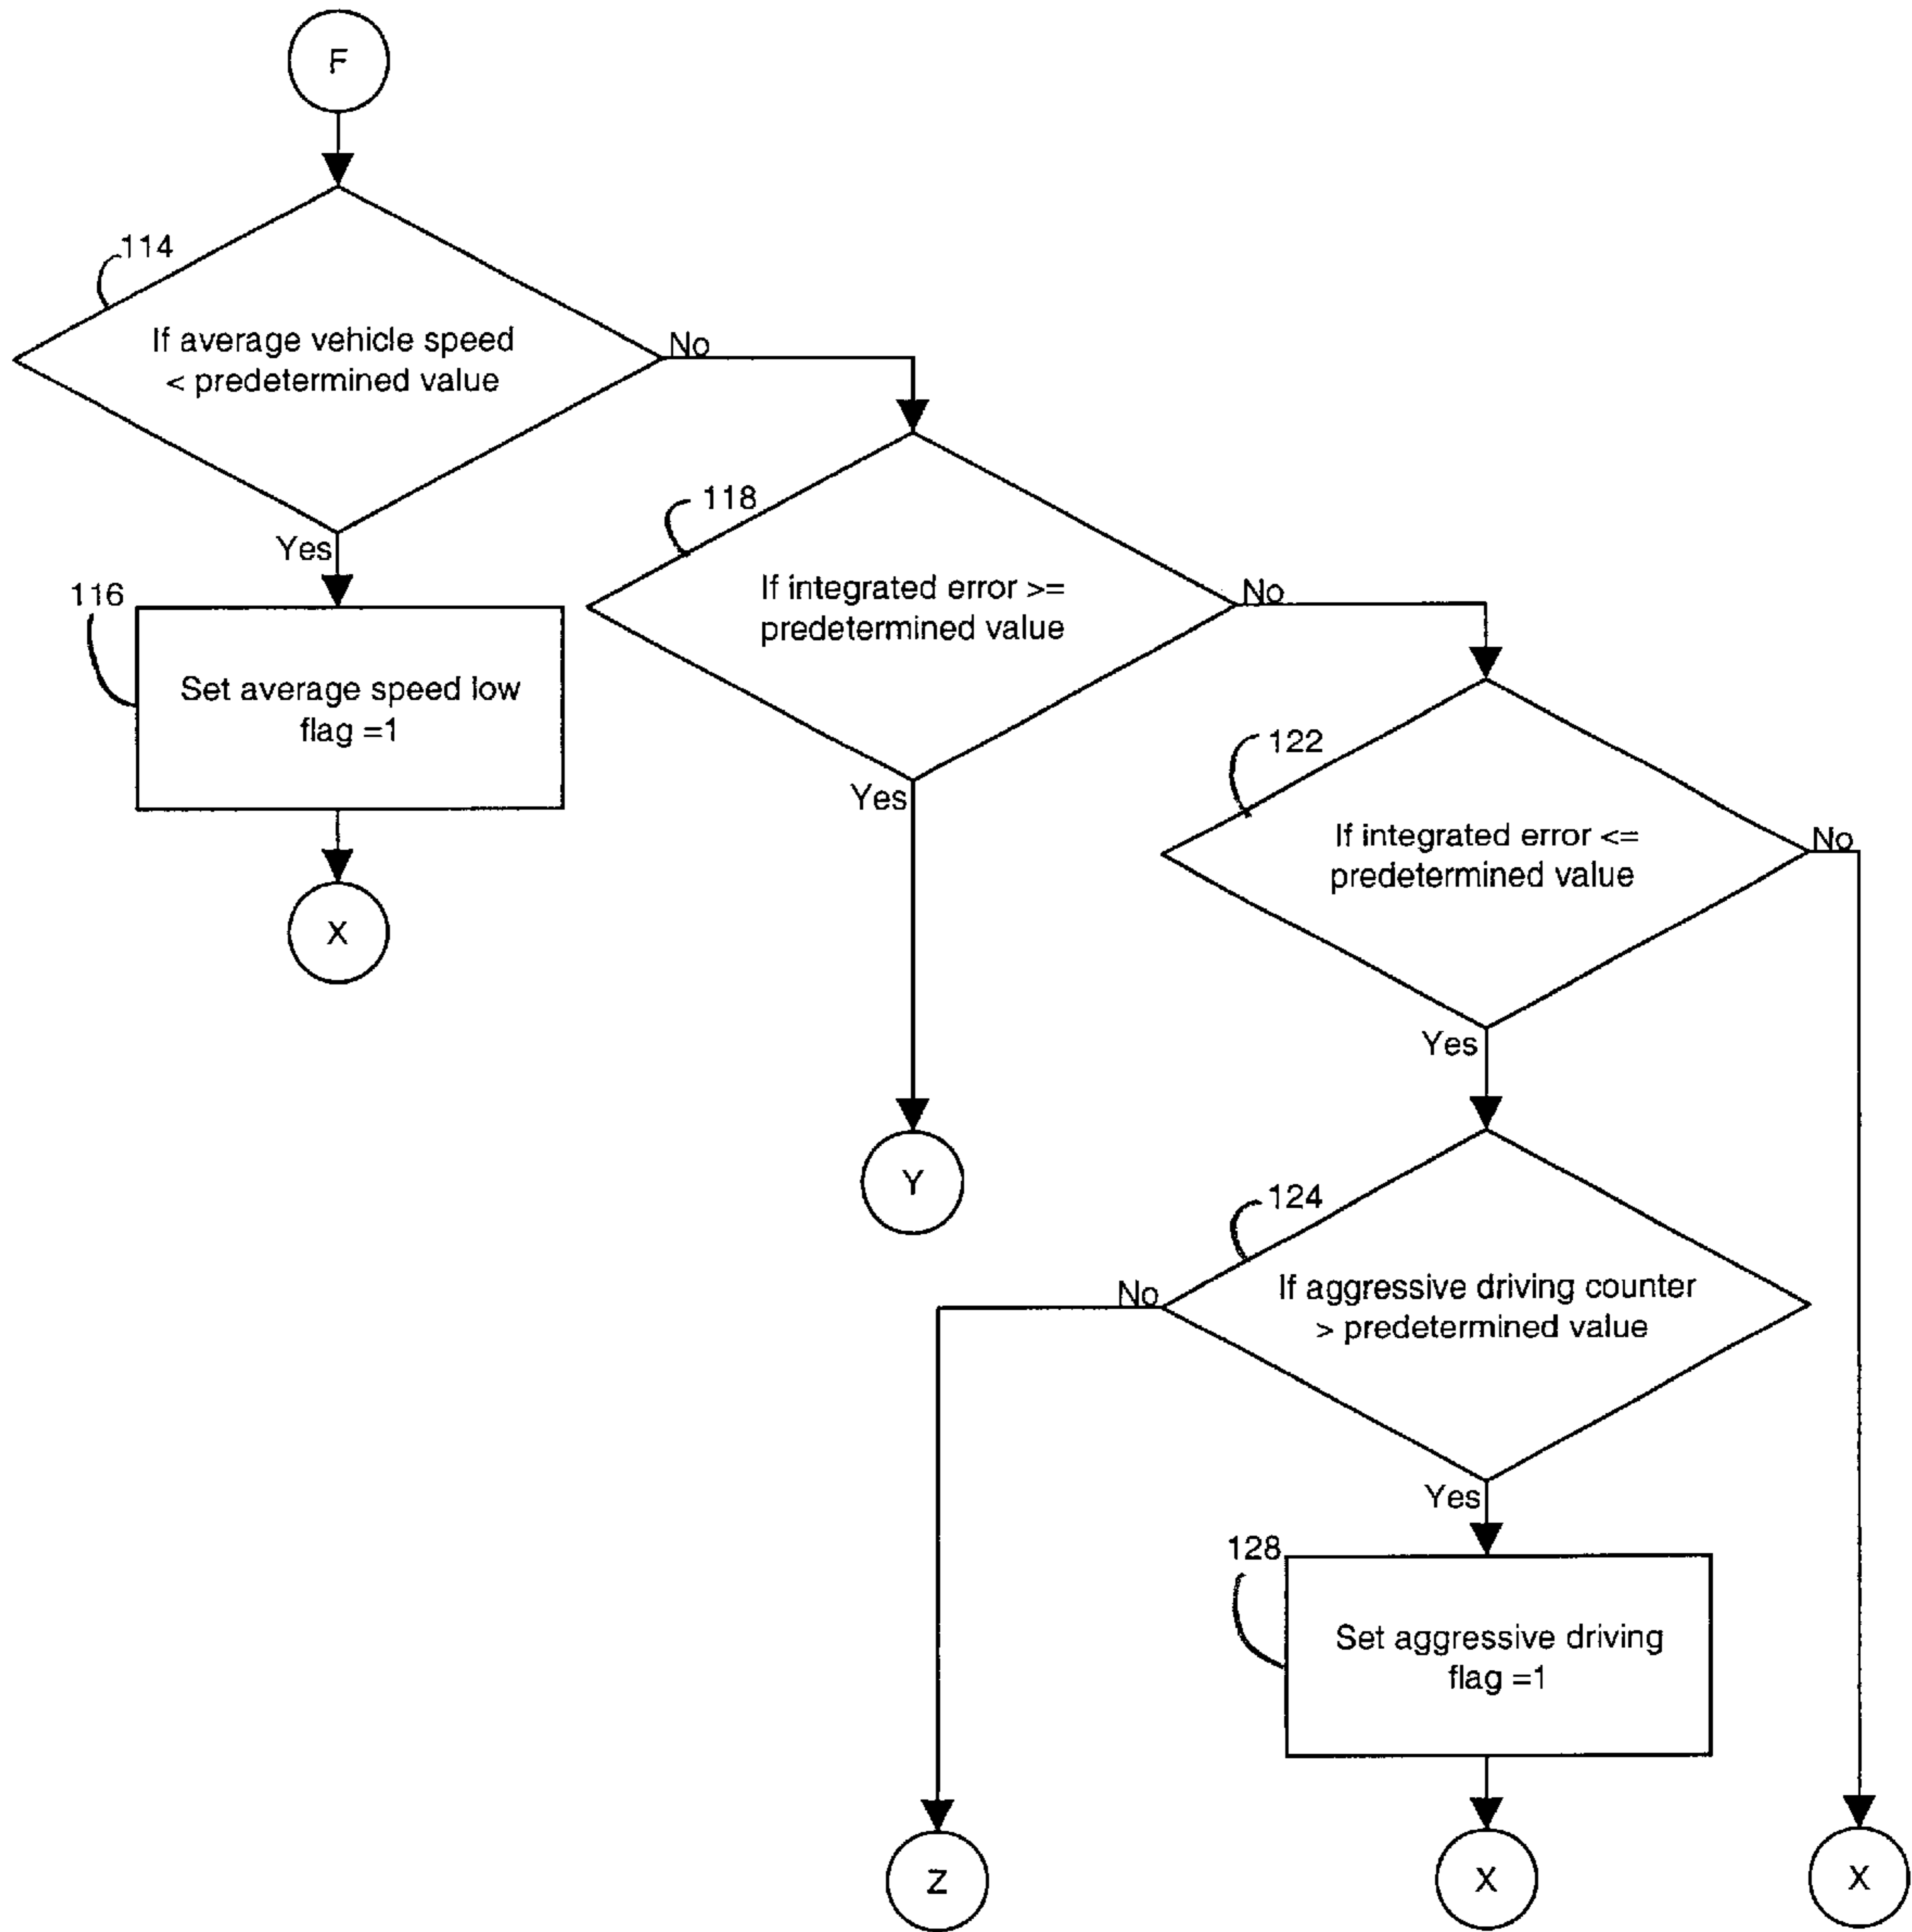 F
114
If average vehicle speed
< predetermined value
No
Yes
116
Set average speed low
flag =1
X
118
If integrated error >=
predetermined value
No
Yes
Y
122
If integrated error <=
predetermined value
No
Yes
124
If aggressive driving counter
> predetermined value
No
Yes
128
Set aggressive driving
flag =1
Z
X
X